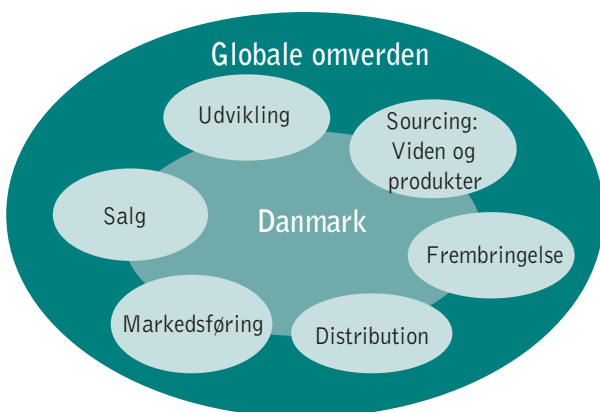 Globale omverden
Udvikling
Sourcing:
Viden og
produkter
Salg
Danmark
Frembringelse
Markedsføring
Distribution